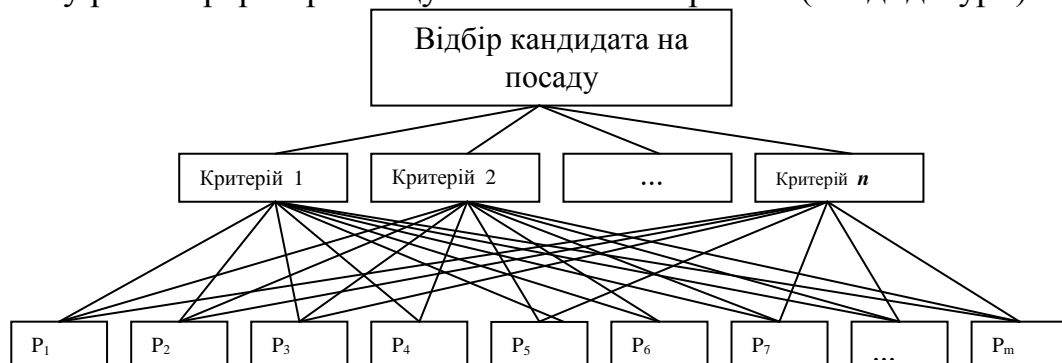 Відбір кандидата на
посаду
Критерій 1
Критерій 2
...
Критерій n
P1
P2
P3
P4
P5
P6
P7
...
Pm